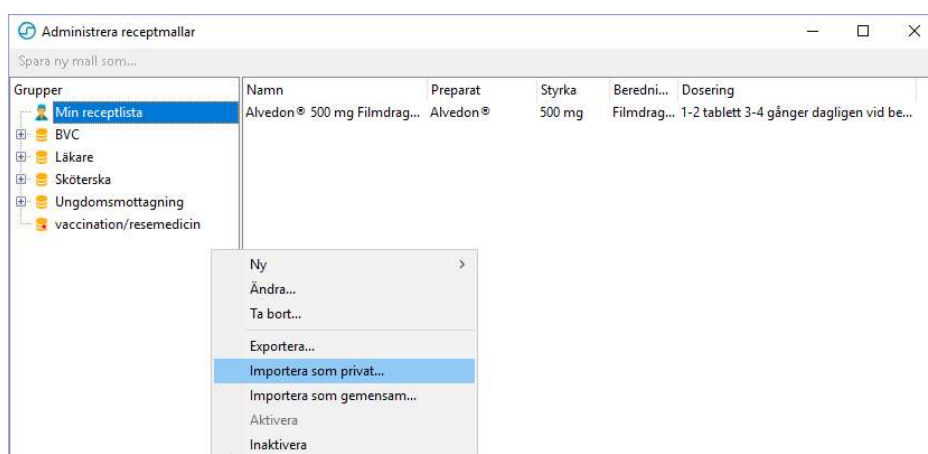 Administrera receptmallar
Spara ny mall som...
Grupper
Namn Preparat Styrka Beredni... Dosering
Min receptlista
Alvedon® 500 mg Filmdrag... Alvedon® 500 mg Filmdrag... 1-2 tablett 3-4 gånger dagligen vid be...
BVC
Läkare
Sköterska
Ungdomsmottagning
vaccination/resemedicin
Ny
Ändra...
Ta bort...
Exportera...
Importera som privat...
Importera som gemensam...
Aktivera
Inaktivera